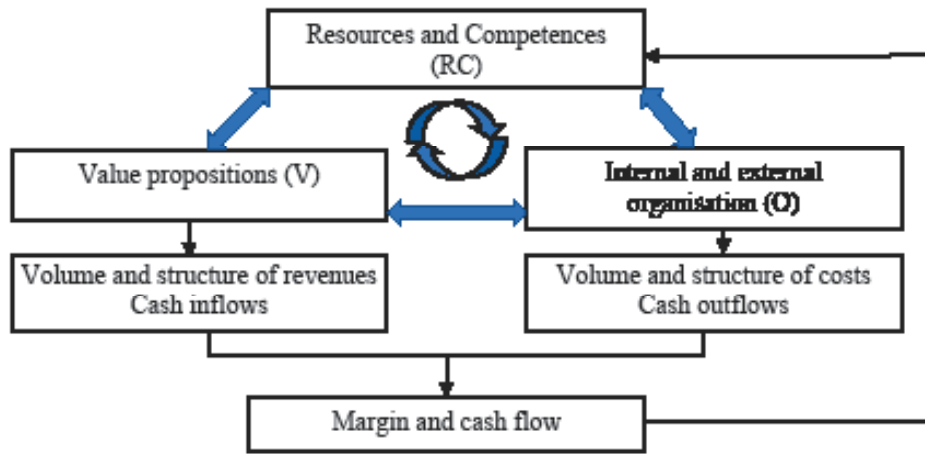 Resources and Competences
(RC)
Value propositions (V)
Internal and external
organisation (O)
Volume and structure of revenues
Cash inflows
Volume and structure of costs
Cash outflows
Margin and cash flow